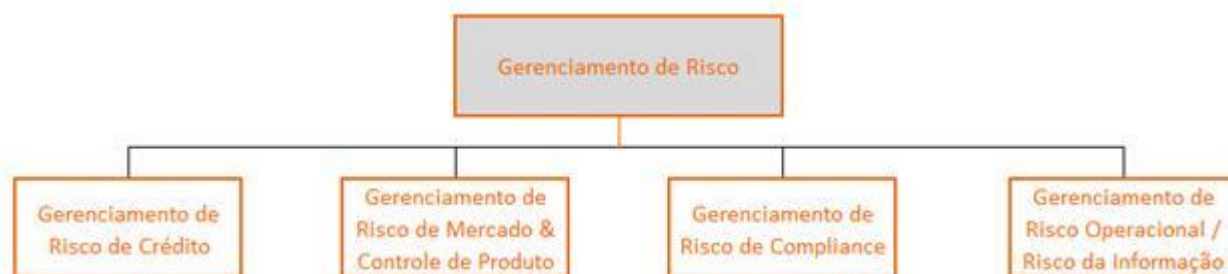 Gerenciamento de Risco
Gerenciamento de
Risco de Crédito
Gerenciamento de
Risco de Mercado &
Controle de Produto
Gerenciamento de
Risco de Compliance
Gerenciamento de
Risco Operacional /
Risco da Informação